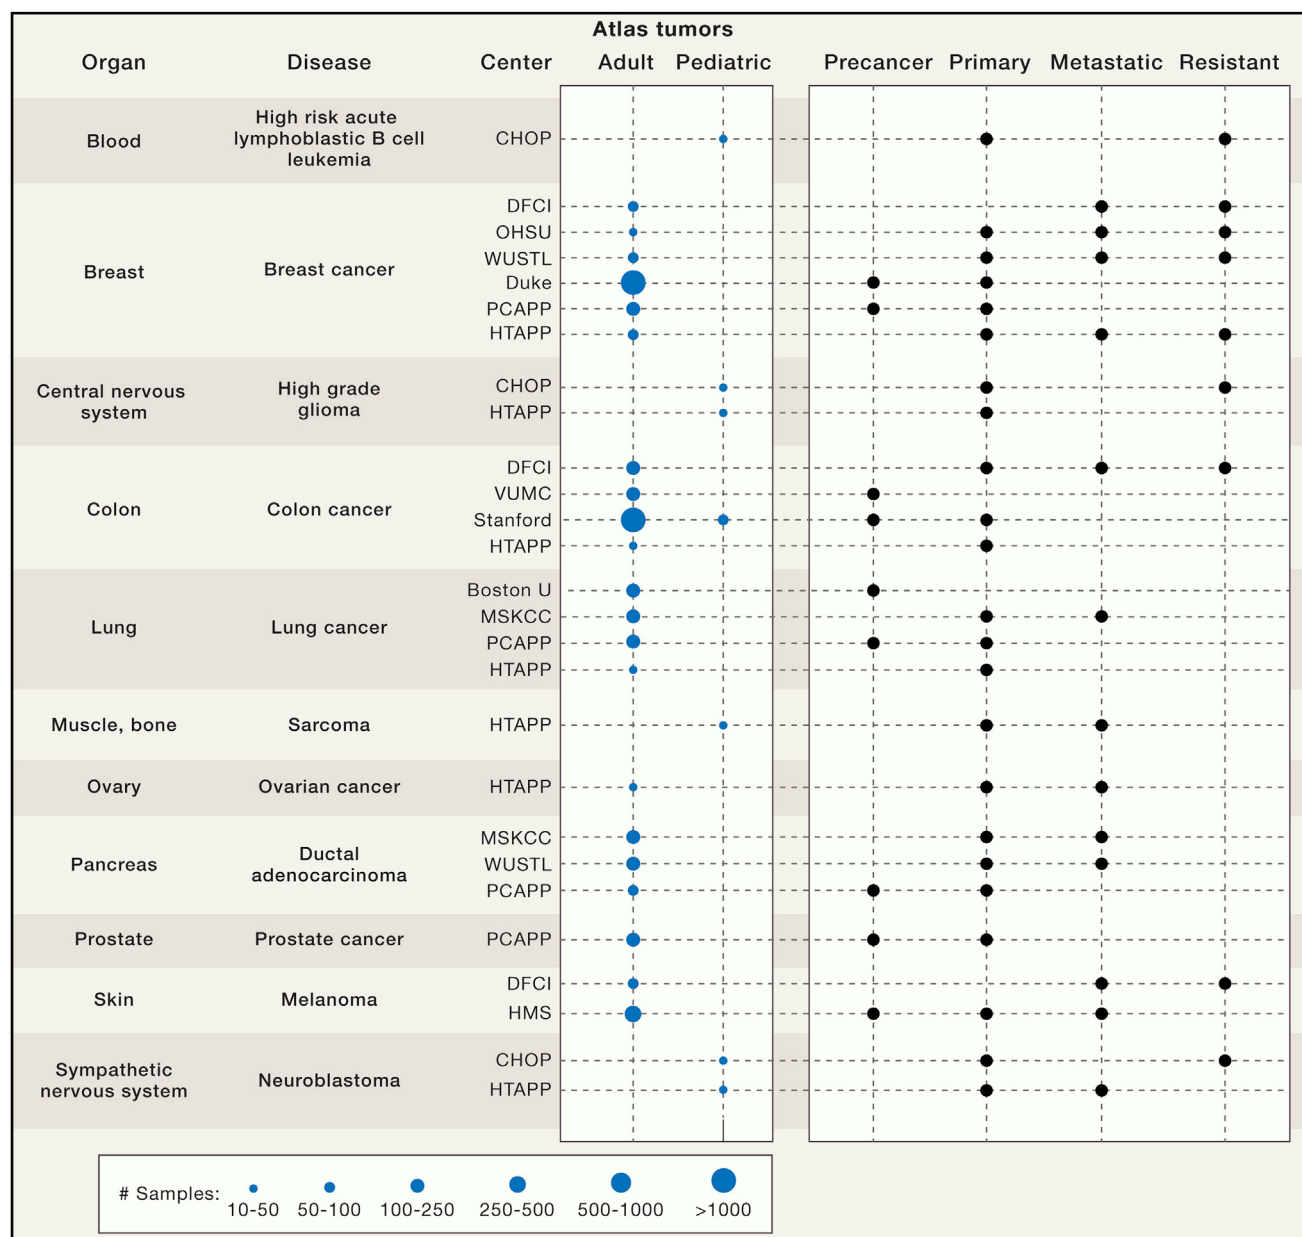 Atlas tumors
Organ Disease Center Adult Pediatric Precancer Primary Metastatic Resistant
Blood
High risk acute
lymphoblastic B cell
leukemia
CHOP
Breast
Breast cancer
DFCI
OHSU
WUSTL
Duke
PCAPP
HTAPP
Central nervous
system
High grade
glioma
CHOP
HTAPP
Colon
Colon cancer
DFCI
VUMC
Stanford
HTAPP
Lung
Lung cancer
Boston U
MSKCC
PCAPP
HTAPP
Muscle, bone
Sarcoma
HTAPP
Ovary
Ovarian cancer
HTAPP
Pancreas
Ductal
adenocarcinoma
MSKCC
WUSTL
PCAPP
Prostate
Prostate cancer
PCAPP
Skin
Melanoma
DFCI
HMS
Sympathetic
nervous system
Neuroblastoma
CHOP
HTAPP
# Samples:
10-50 50-100 100-250 250-500 500-1000 >1000